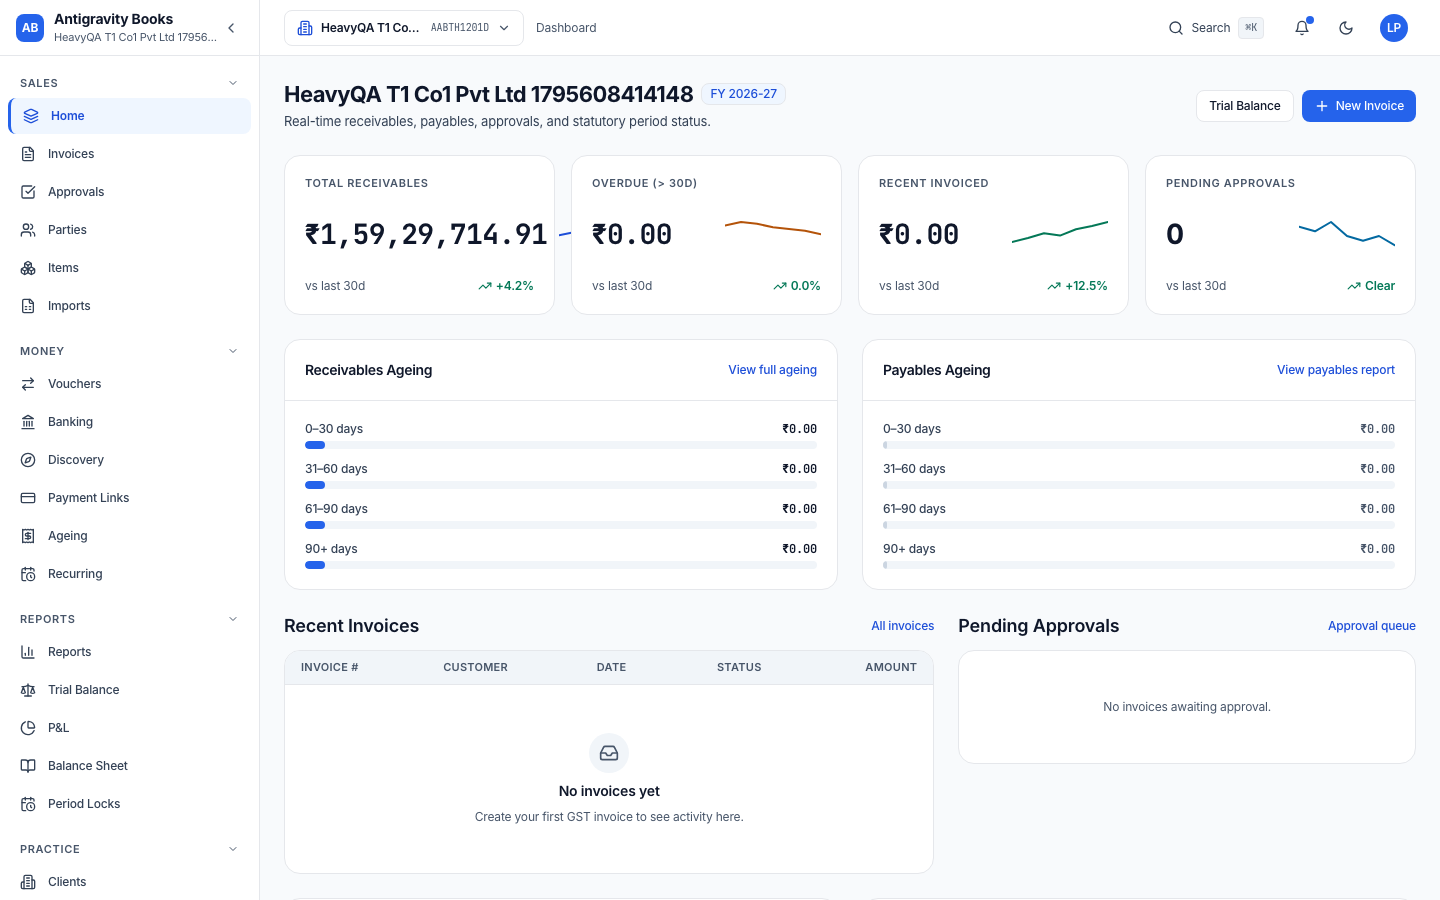 AB
Antigravity Books
HeavyQA T1 Co1 Pvt Ltd 17956...
HeavyQA T1 Co... AABTH1201D
Dashboard
Search ⌘K
LP
SALES
Home
Invoices
Approvals
Parties
Items
Imports
MONEY
Vouchers
Banking
Discovery
Payment Links
Ageing
Recurring
REPORTS
Reports
Trial Balance
P&L
Balance Sheet
Period Locks
PRACTICE
Clients
HeavyQA T1 Co1 Pvt Ltd 1795608414148 FY 2026-27
Real-time receivables, payables, approvals, and statutory period status.
Trial Balance
New Invoice
TOTAL RECEIVABLES
₹1,59,29,714.91
vs last 30d +4.2%
OVERDUE (> 30D)
₹0.00
vs last 30d 0.0%
RECENT INVOICED
₹0.00
vs last 30d +12.5%
PENDING APPROVALS
0
vs last 30d Clear
Receivables Ageing View full ageing
0–30 days ₹0.00
31–60 days ₹0.00
61–90 days ₹0.00
90+ days ₹0.00
Payables Ageing View payables report
0–30 days ₹0.00
31–60 days ₹0.00
61–90 days ₹0.00
90+ days ₹0.00
Recent Invoices All invoices
INVOICE # CUSTOMER DATE STATUS AMOUNT
No invoices yet
Create your first GST invoice to see activity here.
Pending Approvals Approval queue
No invoices awaiting approval.